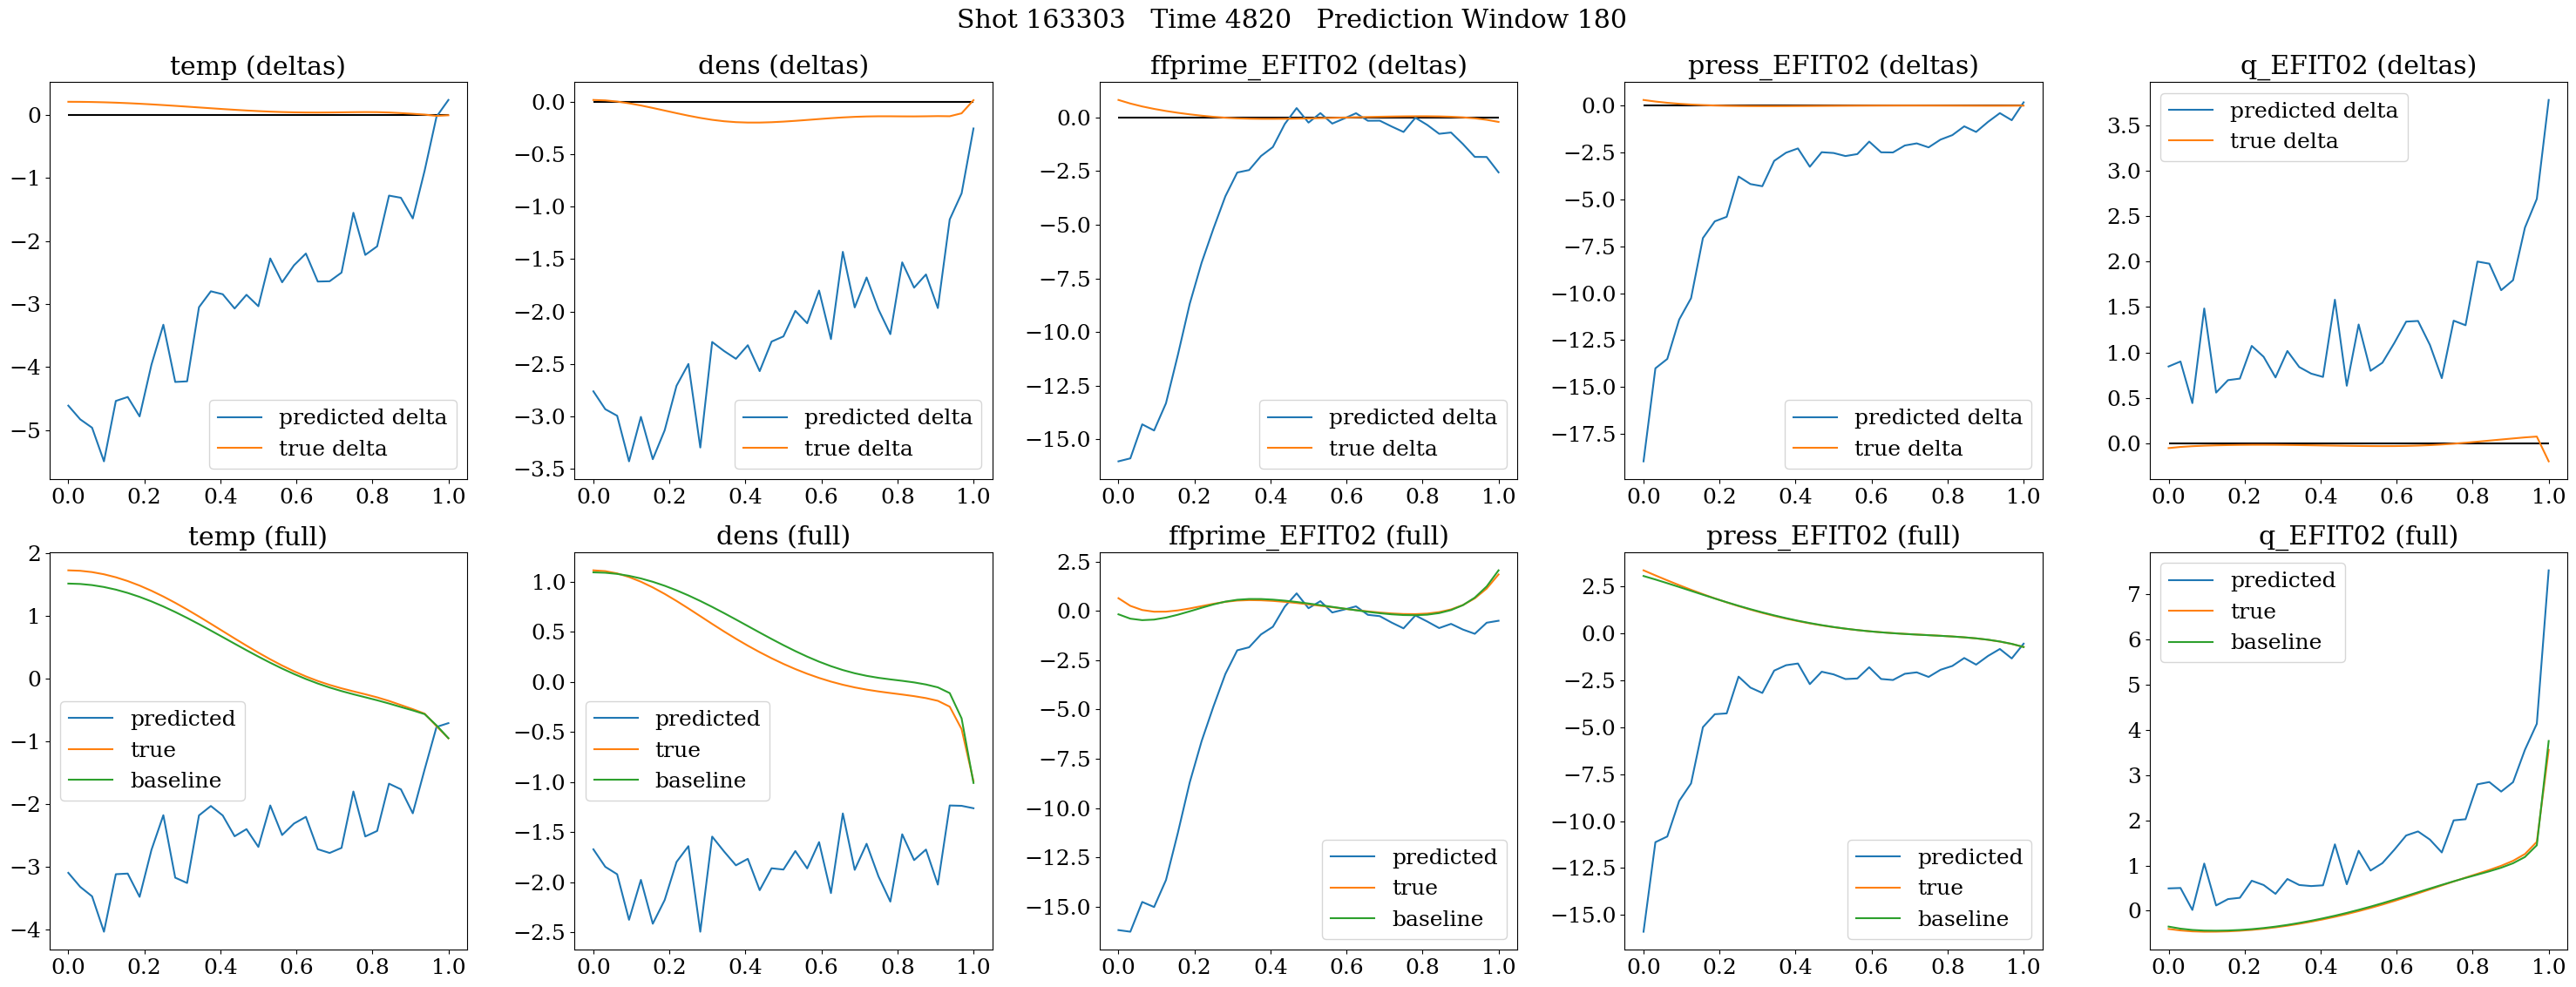 Shot 163303   Time 4820   Prediction Window 180
temp (deltas)
0
−1
−2
−3
−4
−5
0.0 0.2 0.4 0.6 0.8 1.0
predicted delta
true delta
dens (deltas)
0.0
−0.5
−1.0
−1.5
−2.0
−2.5
−3.0
−3.5
0.0 0.2 0.4 0.6 0.8 1.0
predicted delta
true delta
ffprime_EFIT02 (deltas)
0.0
−2.5
−5.0
−7.5
−10.0
−12.5
−15.0
0.0 0.2 0.4 0.6 0.8 1.0
predicted delta
true delta
press_EFIT02 (deltas)
0.0
−2.5
−5.0
−7.5
−10.0
−12.5
−15.0
−17.5
0.0 0.2 0.4 0.6 0.8 1.0
predicted delta
true delta
q_EFIT02 (deltas)
3.5
3.0
2.5
2.0
1.5
1.0
0.5
0.0
0.0 0.2 0.4 0.6 0.8 1.0
predicted delta
true delta
temp (full)
2
1
0
−1
−2
−3
−4
0.0 0.2 0.4 0.6 0.8 1.0
predicted
true
baseline
dens (full)
1.0
0.5
0.0
−0.5
−1.0
−1.5
−2.0
−2.5
0.0 0.2 0.4 0.6 0.8 1.0
predicted
true
baseline
ffprime_EFIT02 (full)
2.5
0.0
−2.5
−5.0
−7.5
−10.0
−12.5
−15.0
0.0 0.2 0.4 0.6 0.8 1.0
predicted
true
baseline
press_EFIT02 (full)
2.5
0.0
−2.5
−5.0
−7.5
−10.0
−12.5
−15.0
0.0 0.2 0.4 0.6 0.8 1.0
predicted
true
baseline
q_EFIT02 (full)
7
6
5
4
3
2
1
0
0.0 0.2 0.4 0.6 0.8 1.0
predicted
true
baseline